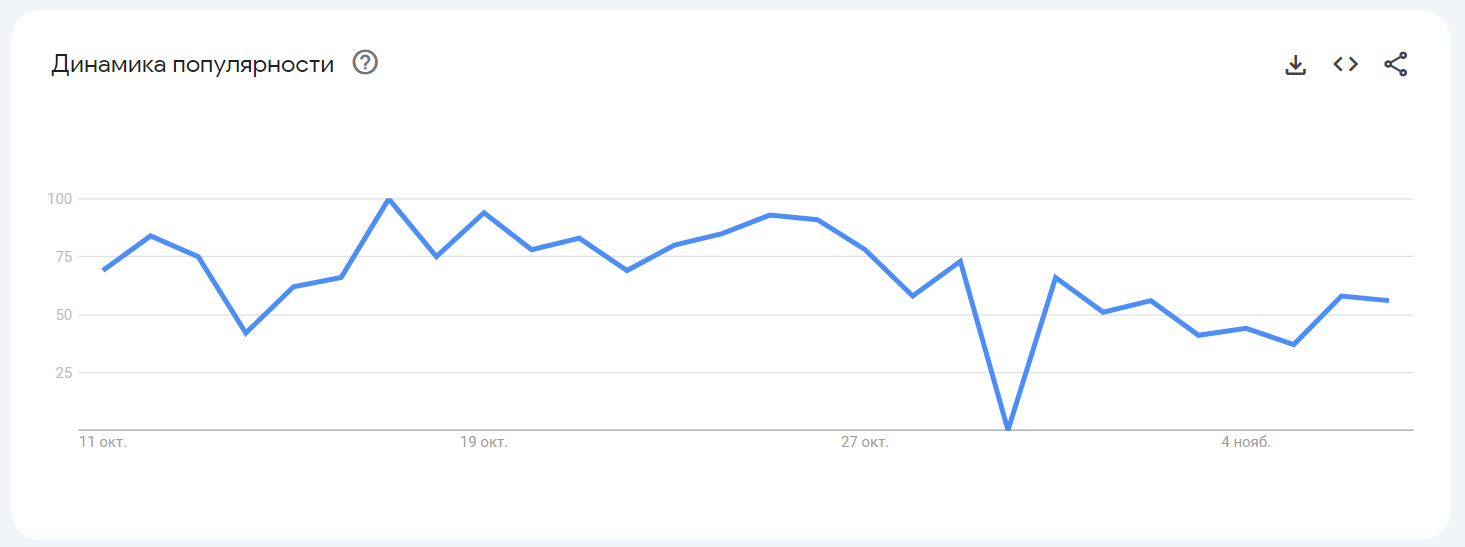 Динамика популярности
100
75
50
25
11 окт.
19 окт.
27 окт.
4 нояб.